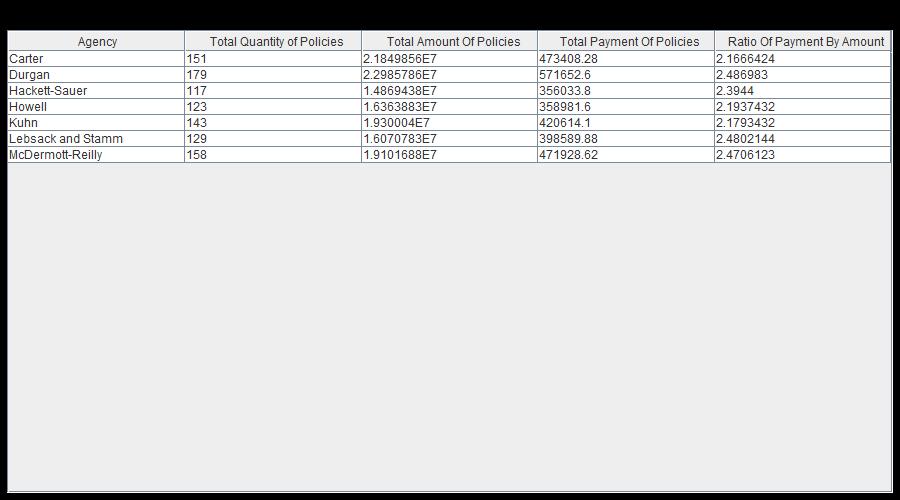 Agency Total Quantity of Policies Total Amount Of Policies Total Payment Of Policies Ratio Of Payment By Amount
Carter 151 2.1849856E7 473408.28 2.1666424
Durgan 179 2.2985786E7 571652.6 2.486983
Hackett-Sauer 117 1.4869438E7 356033.8 2.3944
Howell 123 1.6363883E7 358981.6 2.1937432
Kuhn 143 1.930004E7 420614.1 2.1793432
Lebsack and Stamm 129 1.6070783E7 398589.88 2.4802144
McDermott-Reilly 158 1.9101688E7 471928.62 2.4706123